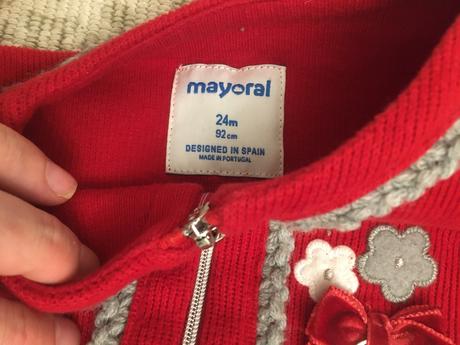 mayoral
24m
92cm
DESIGNED IN SPAIN
MADE IN PORTUGAL